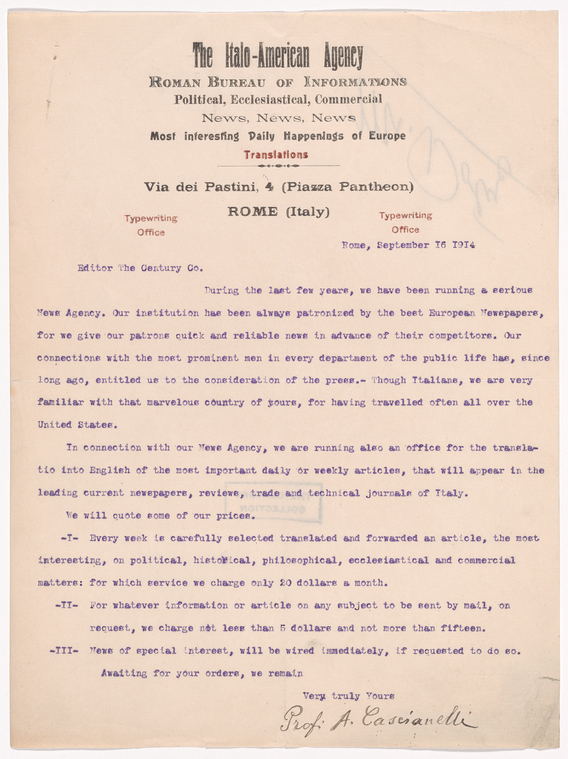 The Italo-American Agency
Roman Bureau of Informations
Political, Ecclesiastical, Commercial
News, News, News
Most interesting Daily Happenings of Europe
Translations
Via dei Pastini, 4 (Piazza Pantheon)
ROME (Italy)
Typewriting
Office
Typewriting
Office
Rome, September 16 1914
Editor The Century Co.
During the last few years, we have been running a serious
News Agency. Our institution has been always patronized by the best European Newspapers,
for we give our patrons quick and reliable news in advance of their competitors. Our
connections with the most prominent men in every department of the public life has, since
long ago, entitled us to the consideration of the press.- Though Italians, we are very
familiar with that marvelous country of yours, for having travelled often all over the
United States.
In connection with our News Agency, we are running also an office for the transla-
tio into English of the most important daily or weekly articles, that will appear in the
leading current newspapers, reviews, trade and technical journals of Italy.
We will quote some of our prices.
-I- Every week is carefully selected translated and forwarded an article, the most
interesting, on political, historical, philosophical, ecclesiastical and commercial
matters: for which service we charge only 20 dollars a month.
-II- For whatever information or article on any subject to be sent by mail, on
request, we charge not less than 5 dollars and not more than fifteen.
-III- News of special interest, will be wired immediately, if requested to do so.
Awaiting for your orders, we remain
Very truly Yours
Prof. A. Cascianelli